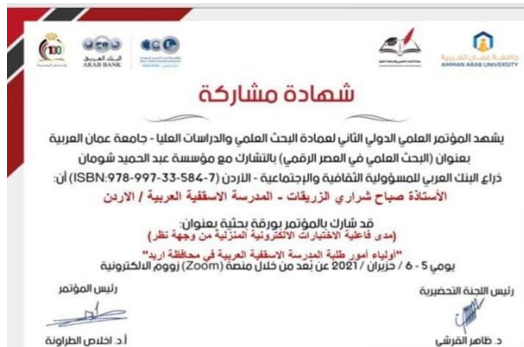 100
البنك العربي
ARAB BANK
جامعة عمان العربية
AMMAN ARAB UNIVERSITY
شهادة مشاركة
يشهد المؤتمر العلمي الدولي الثاني لعمادة البحث العلمي والدراسات العليا - جامعة عمان العربية
بعنوان (البحث العلمي في العصر الرقمي) بالتشارك مع مؤسسة عبد الحميد شومان
ذراع البنك العربي للمسؤولية الثقافية والإجتماعية - الأردن (ISBN:978-997-33-584-7) أن:
الأستاذة صباح شراري الزريقات - المدرسة الاسقفية العربية / الاردن
قد شارك بالمؤتمر بورقة بحثية بعنوان:
(مدى فاعلية الاختبارات الالكترونية المنزلية من وجهة نظر)
"أولياء أمور طلبة المدرسة الاسقفية العربية في محافظة اربد"
يومي 5 - 6 / حزيران / 2021 عن بُعد من خلال منصة (Zoom) زووم الالكترونية
رئيس اللجنة التحضيرية
رئيس المؤتمر
د. ظاهر القرشي
أ.د. اخلاص الطراونة